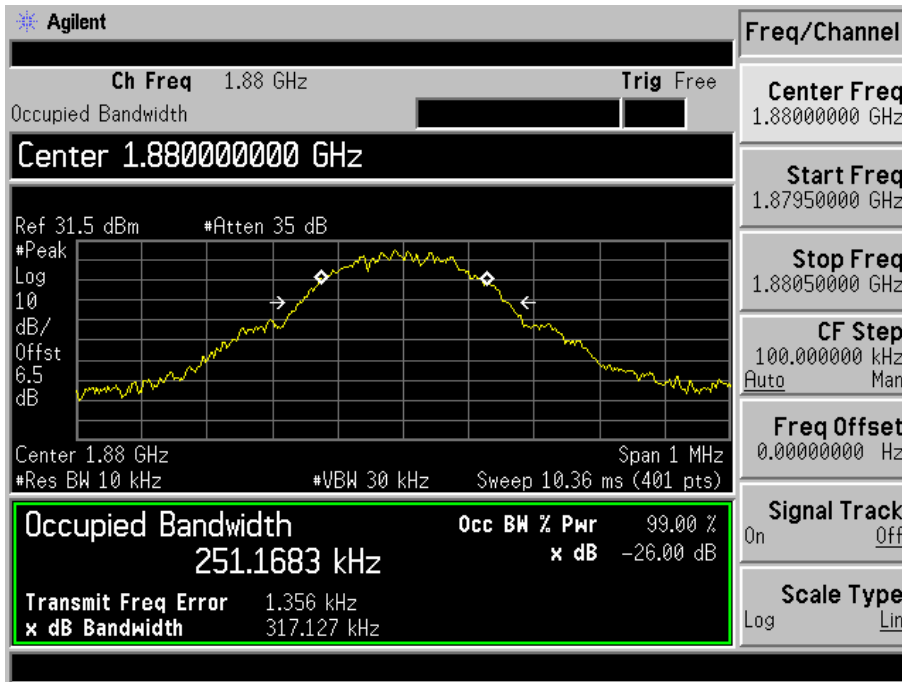 Agilent
Ch Freq 1.88 GHz Trig Free
Occupied Bandwidth
Center 1.880000000 GHz
Ref 31.5 dBm #Atten 35 dB
#Peak
Log
10
dB/
Offst
6.5
dB
Center 1.88 GHz Span 1 MHz
#Res BW 10 kHz #VBW 30 kHz Sweep 10.36 ms (401 pts)
Occupied Bandwidth
251.1683 kHz
Occ BW % Pwr 99.00 %
x dB -26.00 dB
Transmit Freq Error 1.356 kHz
x dB Bandwidth 317.127 kHz
Freq/Channel
Center Freq
1.88000000 GHz
Start Freq
1.87950000 GHz
Stop Freq
1.88050000 GHz
CF Step
100.000000 kHz
Auto Man
Freq Offset
0.00000000 Hz
Signal Track
On Off
Scale Type
Log Lin